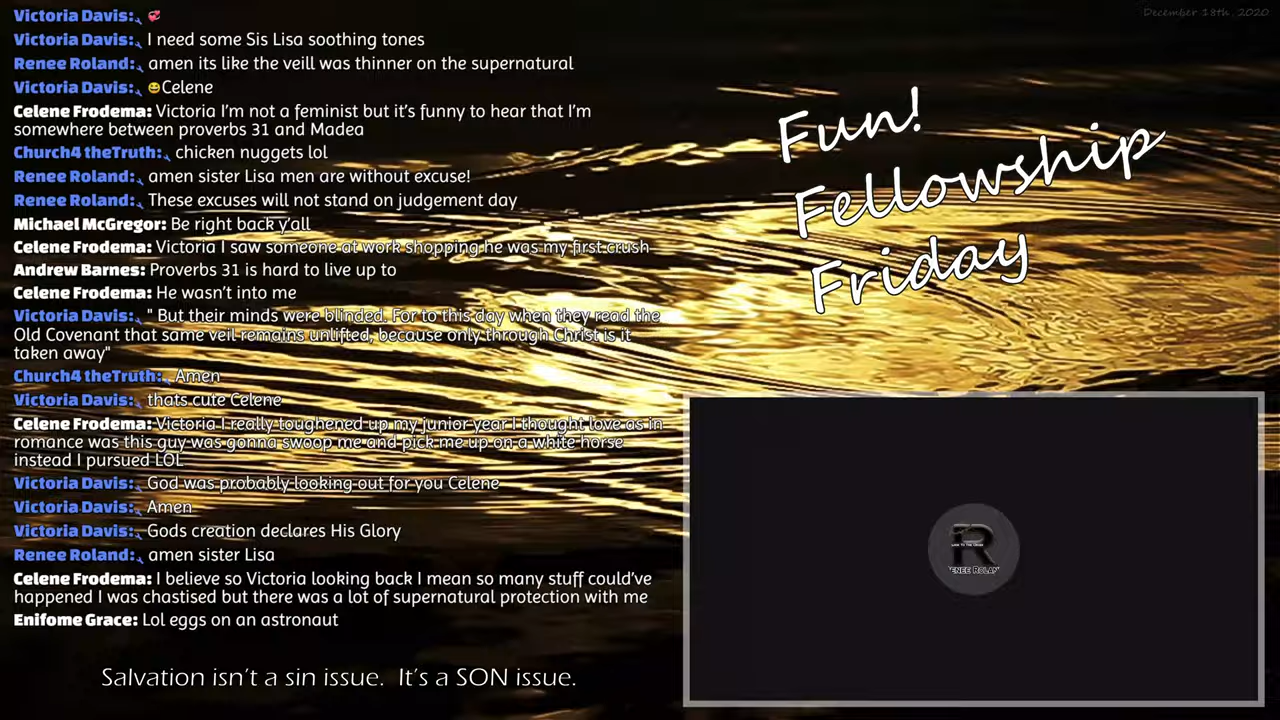 Victoria Davis: 💞
Victoria Davis: I need some Sis Lisa soothing tones
Renee Roland: amen its like the veill was thinner on the supernatural
Victoria Davis: 😄Celene
Celene Frodema: Victoria I'm not a feminist but it's funny to hear that I'm
somewhere between proverbs 31 and Madea
Church4 theTruth: chicken nuggets lol
Renee Roland: amen sister Lisa men are without excuse!
Renee Roland: These excuses will not stand on judgement day
Michael McGregor: Be right back y'all
Celene Frodema: Victoria I saw someone at work shopping he was my first crush
Andrew Barnes: Proverbs 31 is hard to live up to
Celene Frodema: He wasn't into me
Victoria Davis: " But their minds were blinded. For to this day when they read the
Old Covenant that same veil remains unlifted, because only through Christ is it
taken away"
Church4 theTruth: Amen
Victoria Davis: thats cute Celene
Celene Frodema: Victoria I really toughened up my junior year I thought love as in
romance was this guy was gonna swoop me and pick me up on a white horse
instead I pursued LOL
Victoria Davis: God was probably looking out for you Celene
Victoria Davis: Amen
Victoria Davis: Gods creation declares His Glory
Renee Roland: amen sister Lisa
Celene Frodema: I believe so Victoria looking back I mean so many stuff could've
happened I was chastised but there was a lot of supernatural protection with me
Enifome Grace: Lol eggs on an astronaut
Salvation isn't a sin issue. It's a SON issue.
December 18th, 2020
Fun!
Fellowship
Friday
R